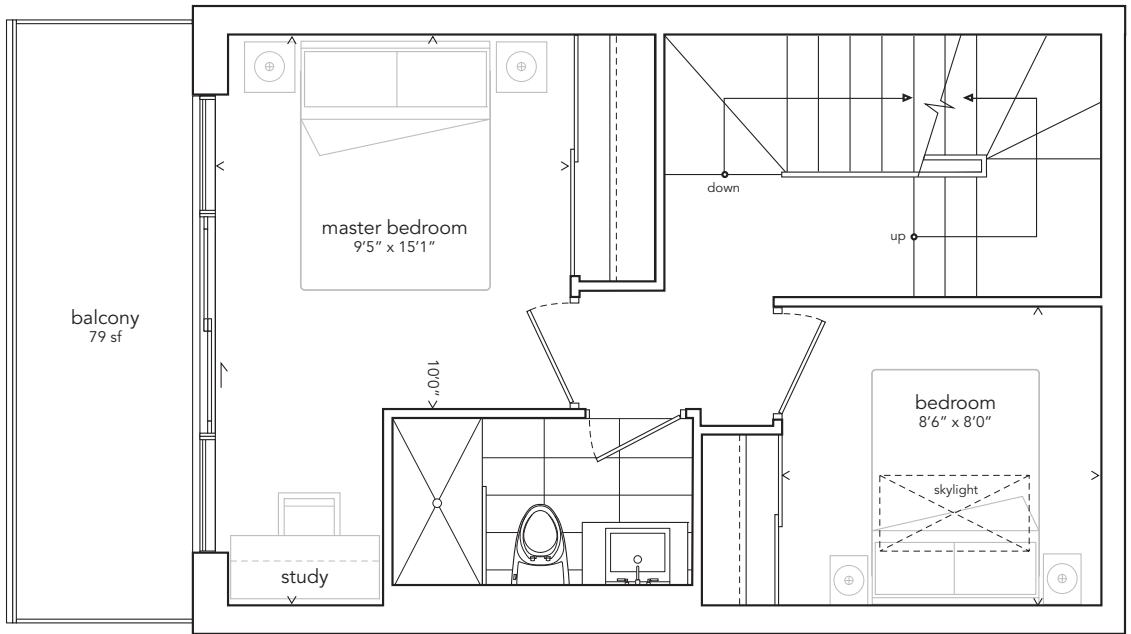 down
up
master bedroom
9'5” x 15'1”
balcony
79 sf
10'0”
bedroom
8'6” x 8'0”
skylight
study